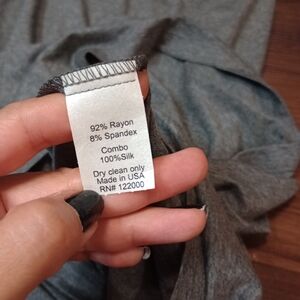 92% Rayon
8% Spandex
Combo
100%Silk
Dry clean only
Made in USA
RN# 122000